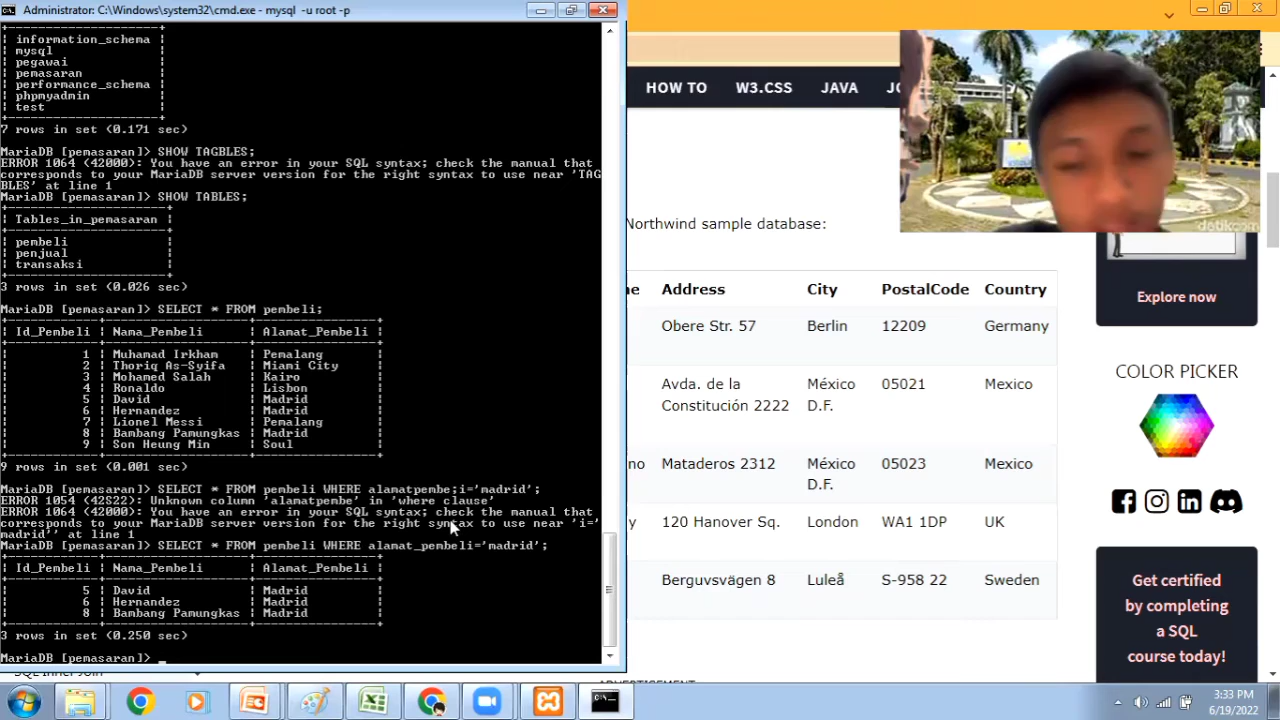 Administrator: C:\Windows\system32\cmd.exe - mysql -u root -p
information_schema
mysql
pegawai
pemasaran
performance_schema
phpmyadmin
test
7 rows in set (0.171 sec)
MariaDB [pemasaran]> SHOW TAGBLES;
ERROR 1064 (42000): You have an error in your SQL syntax; check the manual that
corresponds to your MariaDB server version for the right syntax to use near 'TAG
BLES' at line 1
MariaDB [pemasaran]> SHOW TABLES;
Tables_in_pemasaran
pembeli
penjual
transaksi
3 rows in set (0.026 sec)
MariaDB [pemasaran]> SELECT * FROM pembeli;
Id_Pembeli | Nama_Pembeli | Alamat_Pembeli
1 | Muhamad Irkham | Pemalang
2 | Thoriq As-Syifa | Miami City
3 | Mohamed Salah | Kairo
4 | Ronaldo | Lisbon
5 | David | Madrid
6 | Hernandez | Madrid
7 | Lionel Messi | Pemalang
8 | Bambang Pamungkas | Madrid
9 | Son Heung Min | Soul
9 rows in set (0.001 sec)
MariaDB [pemasaran]> SELECT * FROM pembeli WHERE alamatpembe;i='madrid';
ERROR 1054 (42S22): Unknown column 'alamatpembe' in 'where clause'
ERROR 1064 (42000): You have an error in your SQL syntax; check the manual that
corresponds to your MariaDB server version for the right syntax to use near 'i='
madrid'' at line 1
MariaDB [pemasaran]> SELECT * FROM pembeli WHERE alamat_pembeli='madrid';
Id_Pembeli | Nama_Pembeli | Alamat_Pembeli
5 | David | Madrid
6 | Hernandez | Madrid
8 | Bambang Pamungkas | Madrid
3 rows in set (0.250 sec)
MariaDB [pemasaran]>
HOW TO W3.CSS JAVA
detikcom
Northwind sample database:
Address City PostalCode Country
Obere Str. 57 Berlin 12209 Germany
Avda. de la México 05021 Mexico
Constitución 2222 D.F.
no Mataderos 2312 México 05023 Mexico
D.F.
y 120 Hanover Sq. London WA1 1DP UK
Berguvsvägen 8 Luleå S-958 22 Sweden
Explore now
COLOR PICKER
Get certified
by completing
a SQL
course today!
3:33 PM
6/19/2022